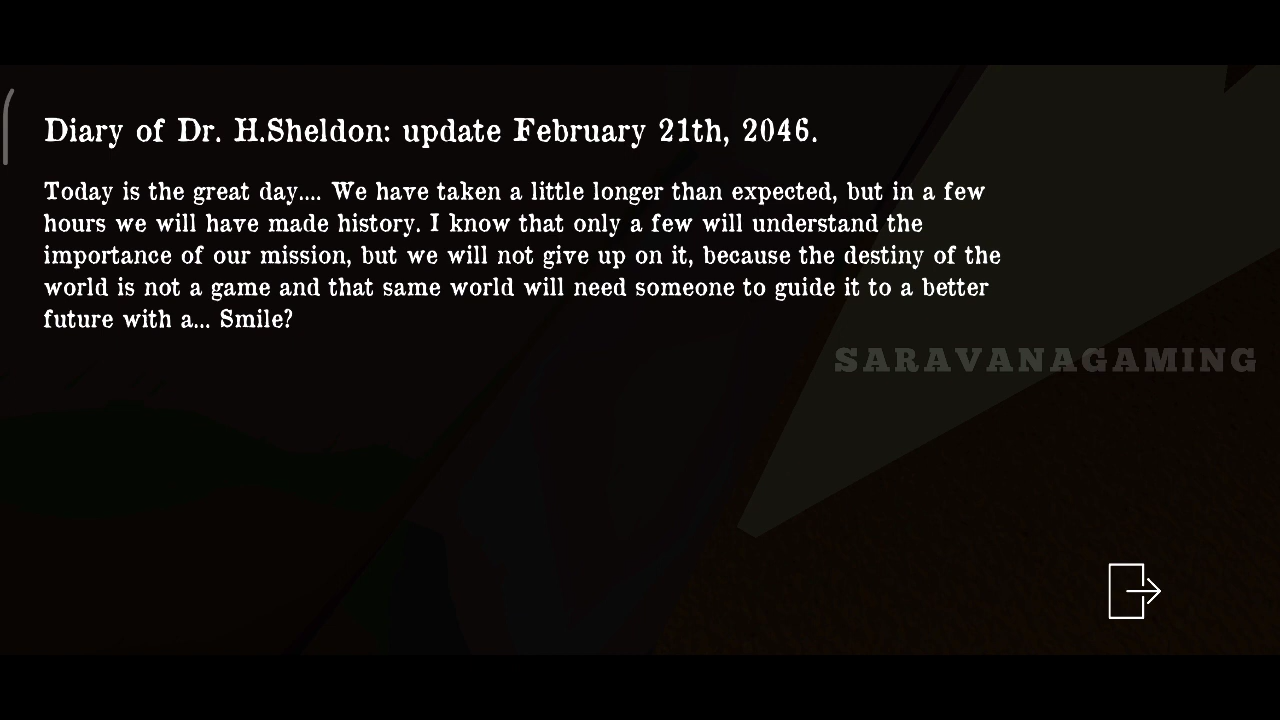 Diary of Dr. H.Sheldon: update February 21th, 2046.
Today is the great day.... We have taken a little longer than expected, but in a few
hours we will have made history. I know that only a few will understand the
importance of our mission, but we will not give up on it, because the destiny of the
world is not a game and that same world will need someone to guide it to a better
future with a... Smile?
SARAVANAGAMING